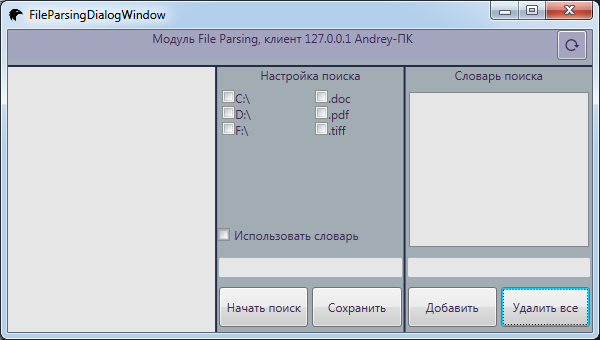 FileParsingDialogWindow
Модуль File Parsing, клиент 127.0.0.1 Andrey-ПК
Настройка поиска
C:\ .doc
D:\ .pdf
F:\ .tiff
Использовать словарь
Начать поиск Сохранить
Словарь поиска
Добавить Удалить все